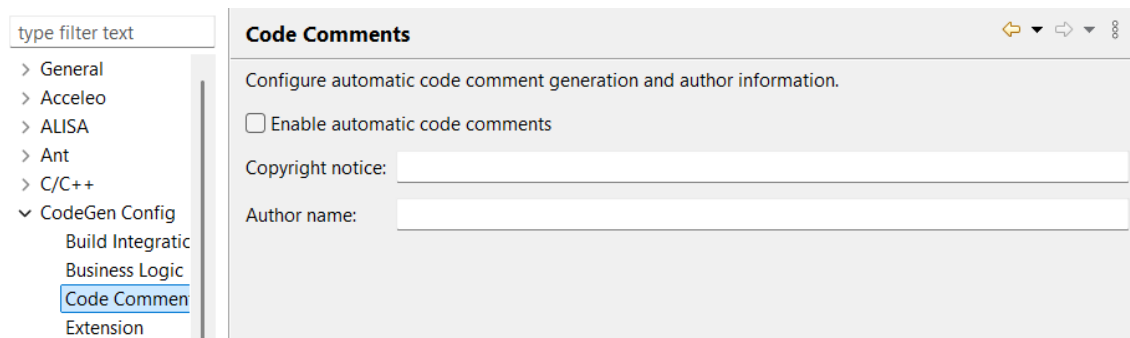 type filter text
General
Acceleo
ALISA
Ant
C/C++
CodeGen Config
Build Integratic
Business Logic
Code Commen
Extension
Code Comments
Configure automatic code comment generation and author information.
Enable automatic code comments
Copyright notice:
Author name: